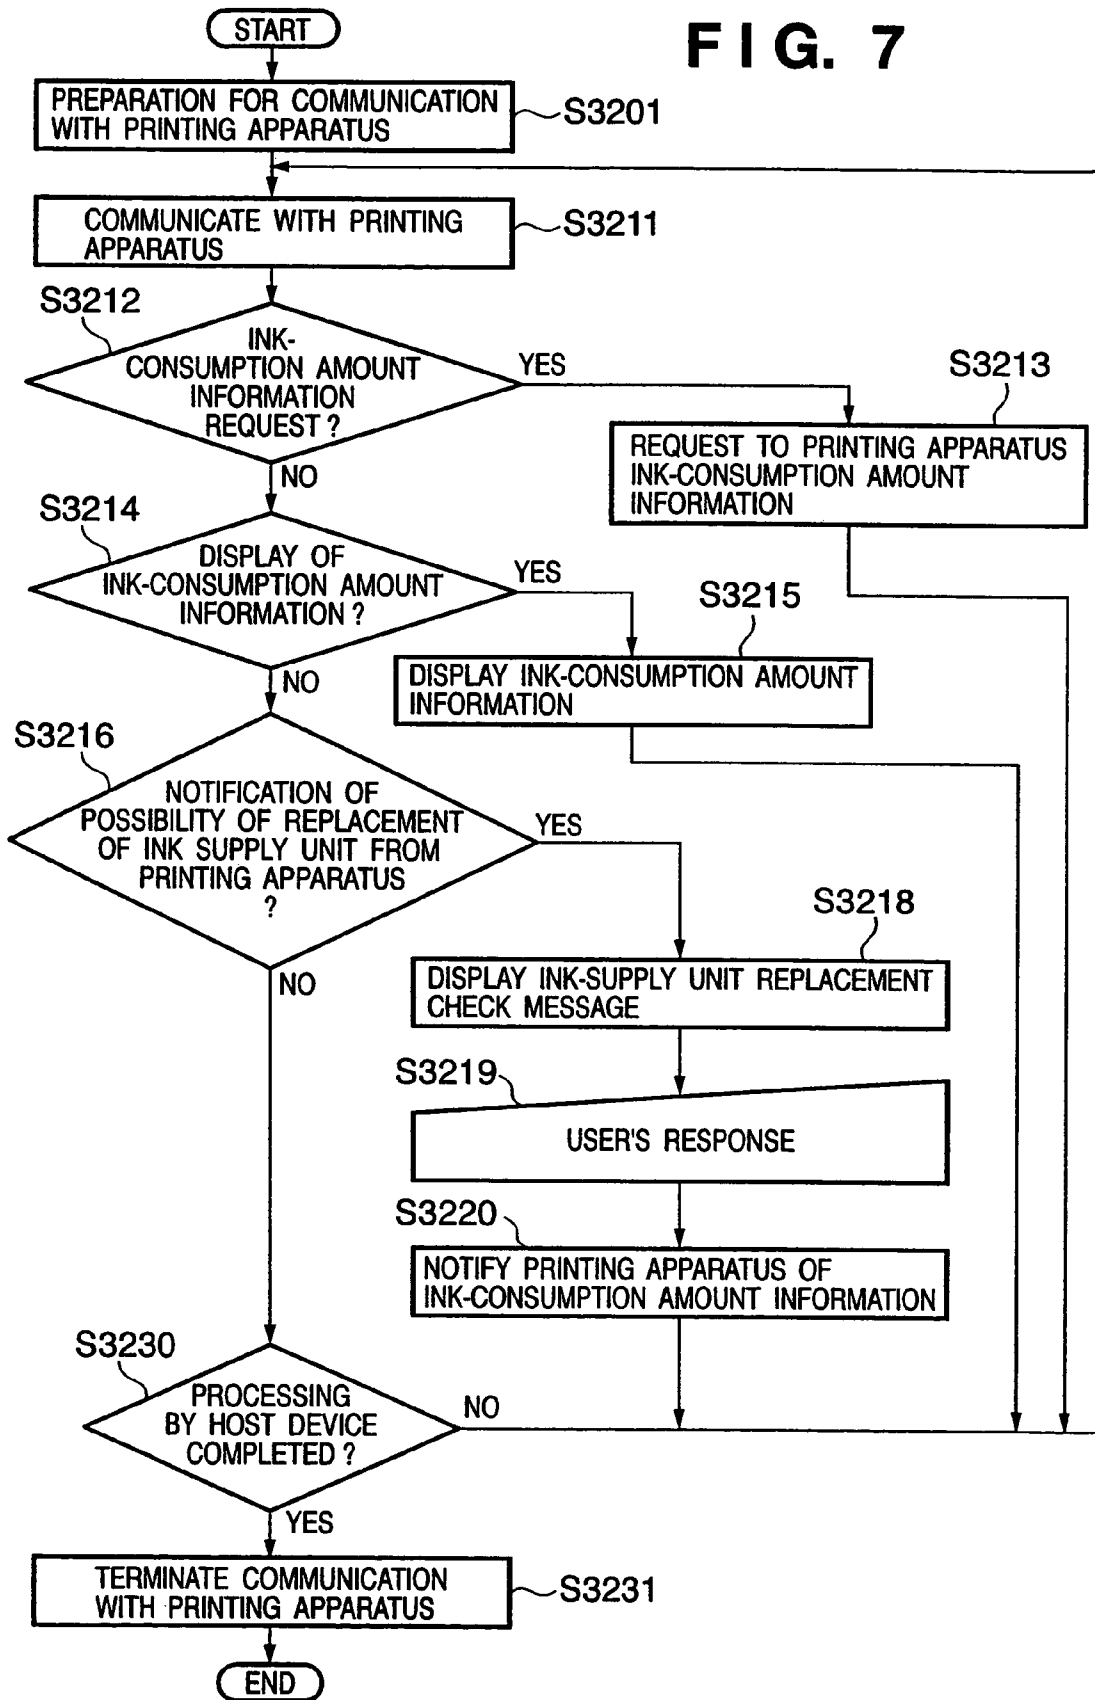 START
FIG. 7
PREPARATION FOR COMMUNICATION
WITH PRINTING APPARATUS
S3201
COMMUNICATE WITH PRINTING
APPARATUS
S3211
S3212
INK-
CONSUMPTION AMOUNT
INFORMATION
REQUEST?
YES
NO
S3213
REQUEST TO PRINTING APPARATUS
INK-CONSUMPTION AMOUNT
INFORMATION
S3214
DISPLAY OF
INK-CONSUMPTION AMOUNT
INFORMATION?
YES
NO
S3215
DISPLAY INK-CONSUMPTION AMOUNT
INFORMATION
S3216
NOTIFICATION OF
POSSIBILITY OF REPLACEMENT
OF INK SUPPLY UNIT FROM
PRINTING APPARATUS
?
YES
NO
S3218
DISPLAY INK-SUPPLY UNIT REPLACEMENT
CHECK MESSAGE
S3219
USER'S RESPONSE
S3220
NOTIFY PRINTING APPARATUS OF
INK-CONSUMPTION AMOUNT INFORMATION
S3230
PROCESSING
BY HOST DEVICE
COMPLETED?
NO
YES
TERMINATE COMMUNICATION
WITH PRINTING APPARATUS
S3231
END